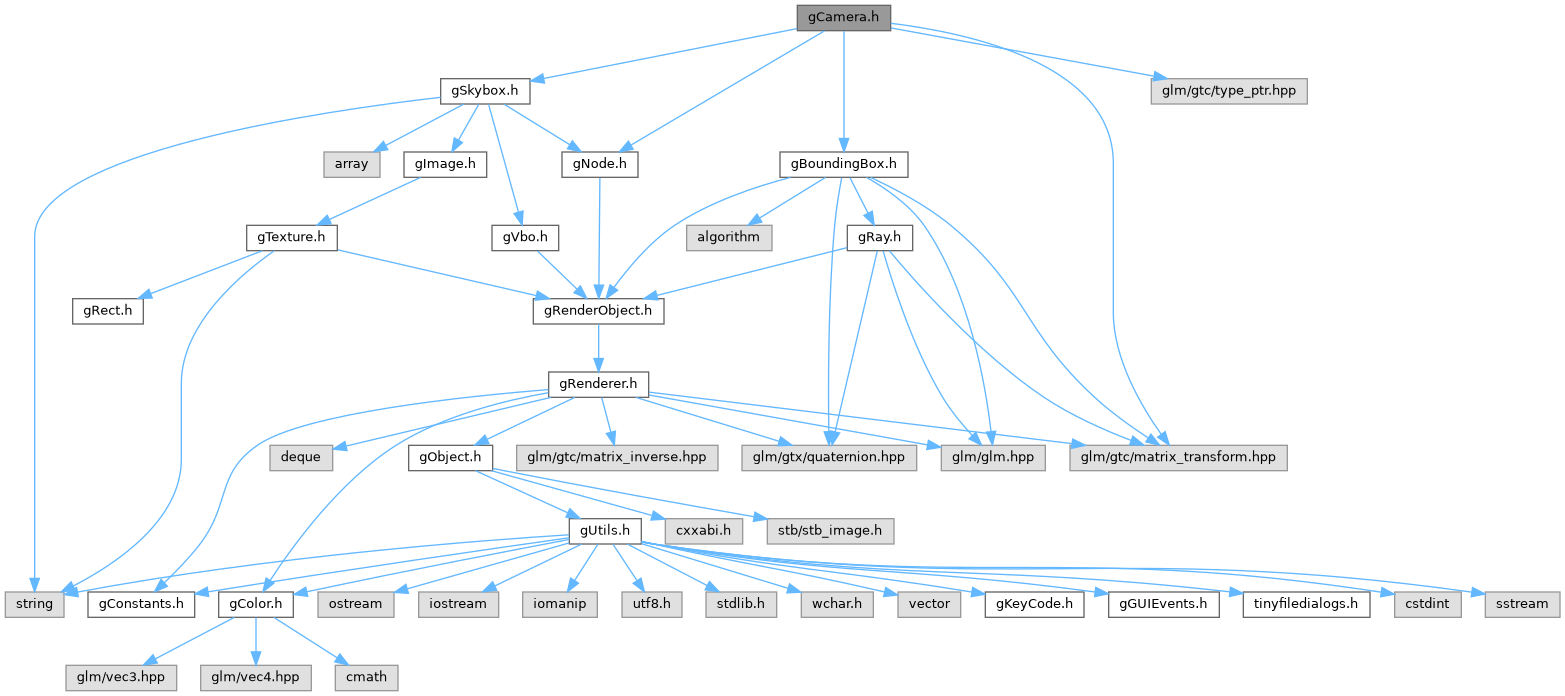 gCamera.h
gSkybox.h
glm/gtc/type_ptr.hpp
array
gImage.h
gNode.h
gBoundingBox.h
gTexture.h
gVbo.h
algorithm
gRay.h
gRect.h
gRenderObject.h
gRenderer.h
deque
gObject.h
glm/gtc/matrix_inverse.hpp
glm/gtx/quaternion.hpp
glm/glm.hpp
glm/gtc/matrix_transform.hpp
gUtils.h
cxxabi.h
stb/stb_image.h
string
gConstants.h
gColor.h
ostream
iostream
iomanip
utf8.h
stdlib.h
wchar.h
vector
gKeyCode.h
gGUIEvents.h
tinyfiledialogs.h
cstdint
sstream
glm/vec3.hpp
glm/vec4.hpp
cmath